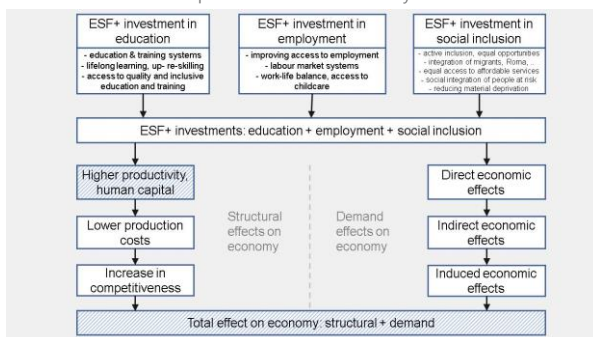 ESF+ investment in
education
- education & training systems
- lifelong learning, up- re-skilling
- access to quality and inclusive
education and training
ESF+ investment in
employment
- improving access to employment
- labour market systems
- work-life balance, access to
childcare
ESF+ investment in
social inclusion
- active inclusion, equal opportunities
- integration of migrants, Roma, ..
- equal access to affordable services
- social integration of people at risk
- reducing material deprivation
ESF+ investments: education + employment + social inclusion
Higher productivity,
human capital
Lower production
costs
Increase in
competitiveness
Structural
effects on
economy
Demand
effects on
economy
Direct economic
effects
Indirect economic
effects
Induced economic
effects
Total effect on economy: structural + demand